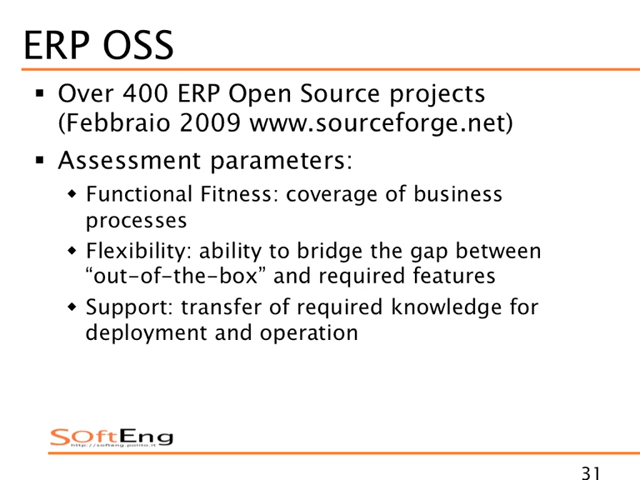 ERP OSS
▪ Over 400 ERP Open Source projects
(Febbraio 2009 www.sourceforge.net)
▪ Assessment parameters:
◆ Functional Fitness: coverage of business
processes
◆ Flexibility: ability to bridge the gap between
“out-of-the-box” and required features
◆ Support: transfer of required knowledge for
deployment and operation
SOftEng
http://softeng.polito.it
31